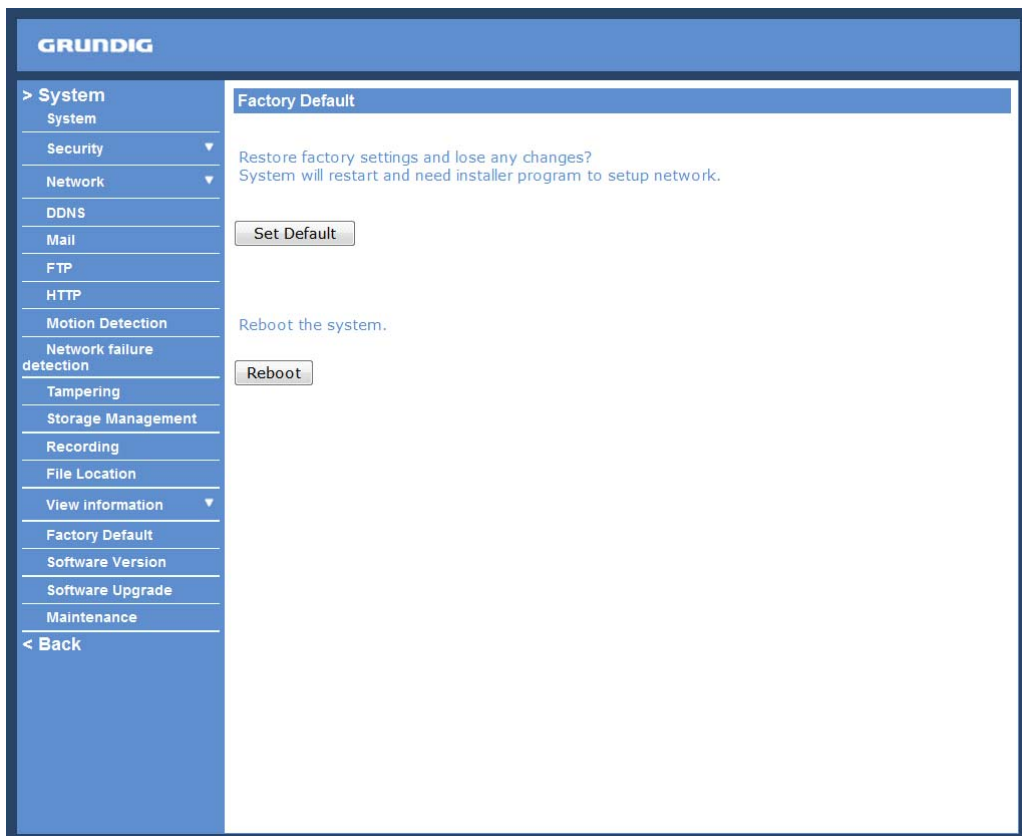 GRUNDIG
> System
System
Security
Network
DDNS
Mail
FTP
HTTP
Motion Detection
Network failure
detection
Tampering
Storage Management
Recording
File Location
View information
Factory Default
Software Version
Software Upgrade
Maintenance
< Back
Factory Default
Restore factory settings and lose any changes?
System will restart and need installer program to setup network.
Set Default
Reboot the system.
Reboot